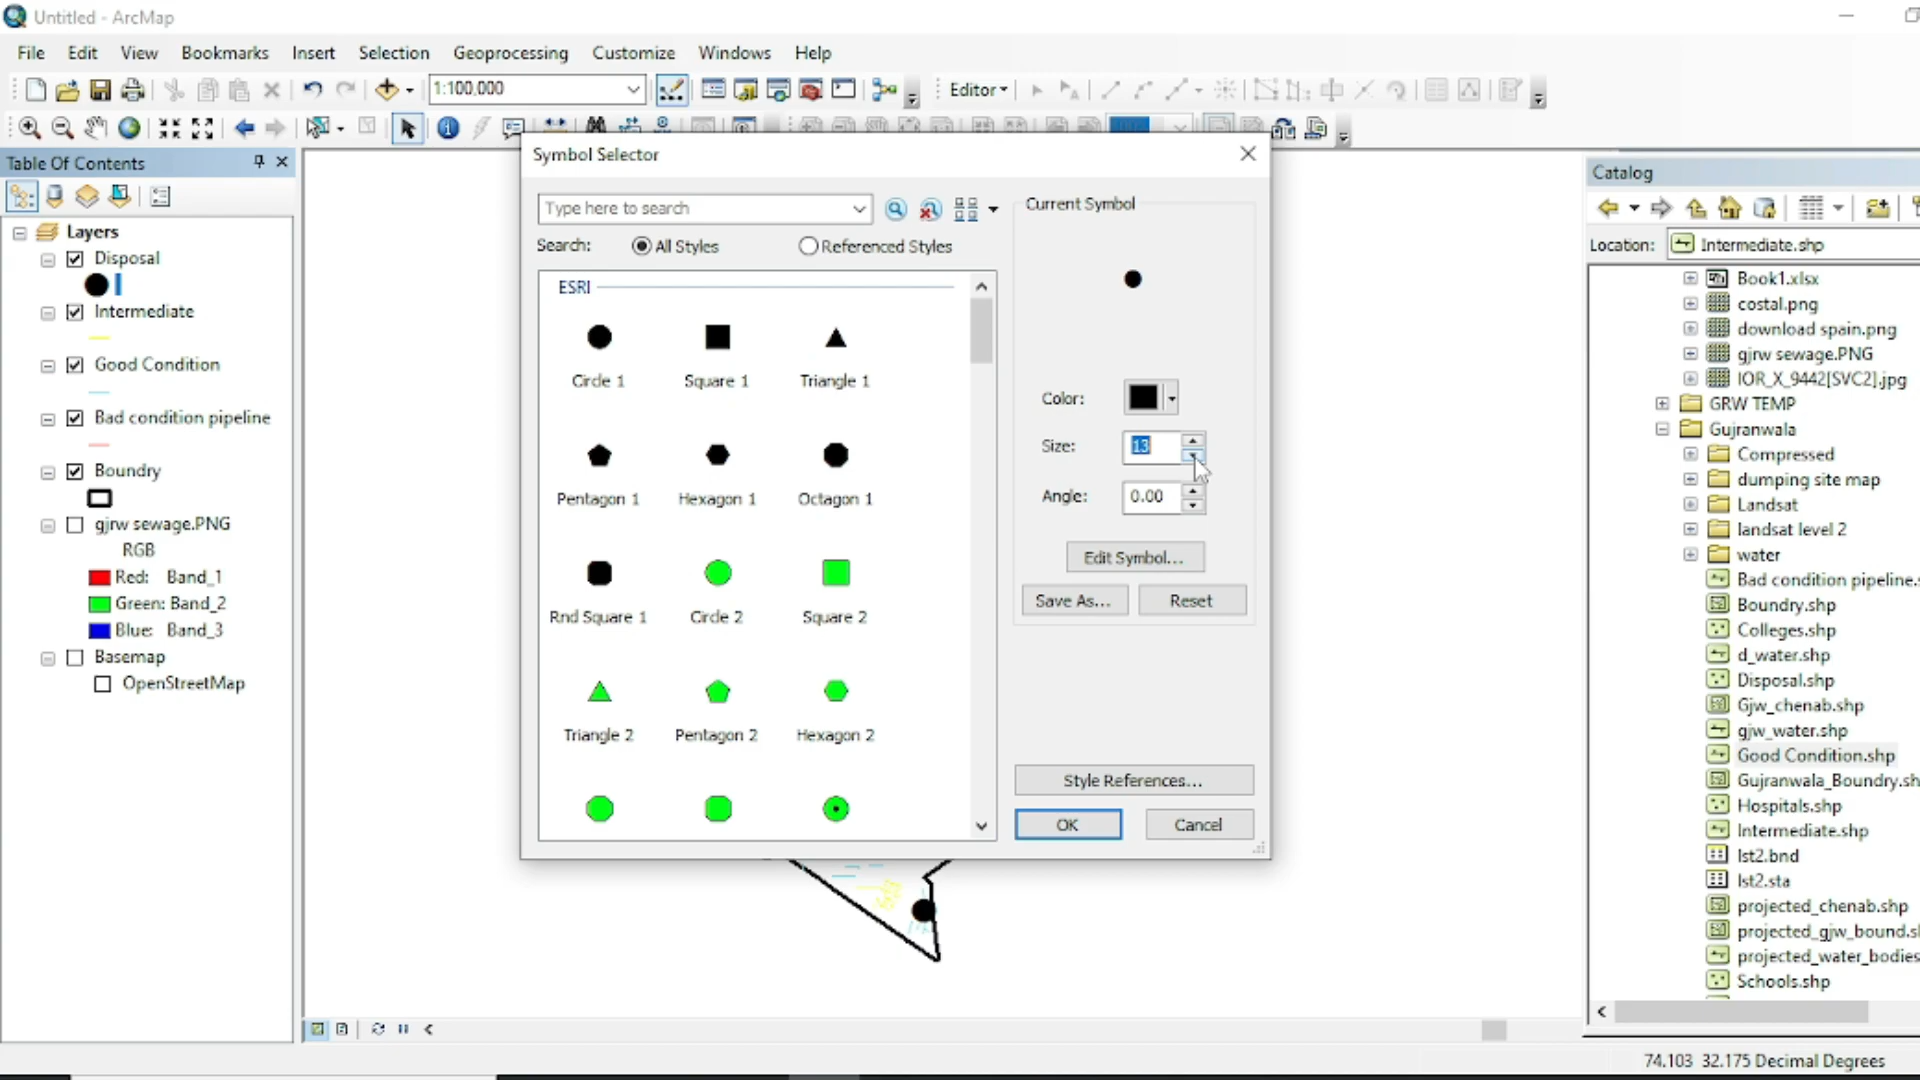 Untitled - ArcMap
File Edit View Bookmarks Insert Selection Geoprocessing Customize Windows Help
1:100,000
Editor
Table Of Contents
Layers
Disposal
Intermediate
Good Condition
Bad condition pipeline
Boundry
gjrw sewage.PNG
RGB
Red: Band_1
Green: Band_2
Blue: Band_3
Basemap
OpenStreetMap
Symbol Selector
Type here to search
Search: All Styles Referenced Styles
ESRI
Circle 1 Square 1 Triangle 1
Pentagon 1 Hexagon 1 Octagon 1
Rnd Square 1 Circle 2 Square 2
Triangle 2 Pentagon 2 Hexagon 2
Current Symbol
Color:
Size: 13
Angle: 0.00
Edit Symbol...
Save As... Reset
Style References...
OK Cancel
Catalog
Location: Intermediate.shp
Book1.xlsx
costal.png
download spain.png
gjrw sewage.PNG
IOR_X_9442[SVC2].jpg
GRW TEMP
Gujranwala
Compressed
dumping site map
Landsat
landsat level 2
water
Bad condition pipeline.s
Boundry.shp
Colleges.shp
d_water.shp
Disposal.shp
Gjw_chenab.shp
gjw_water.shp
Good Condition.shp
Gujranwala_Boundry.sh
Hospitals.shp
Intermediate.shp
lst2.bnd
lst2.sta
projected_chenab.shp
projected_gjw_bound.sl
projected_water_bodies
Schools.shp
74.103 32.175 Decimal Degrees